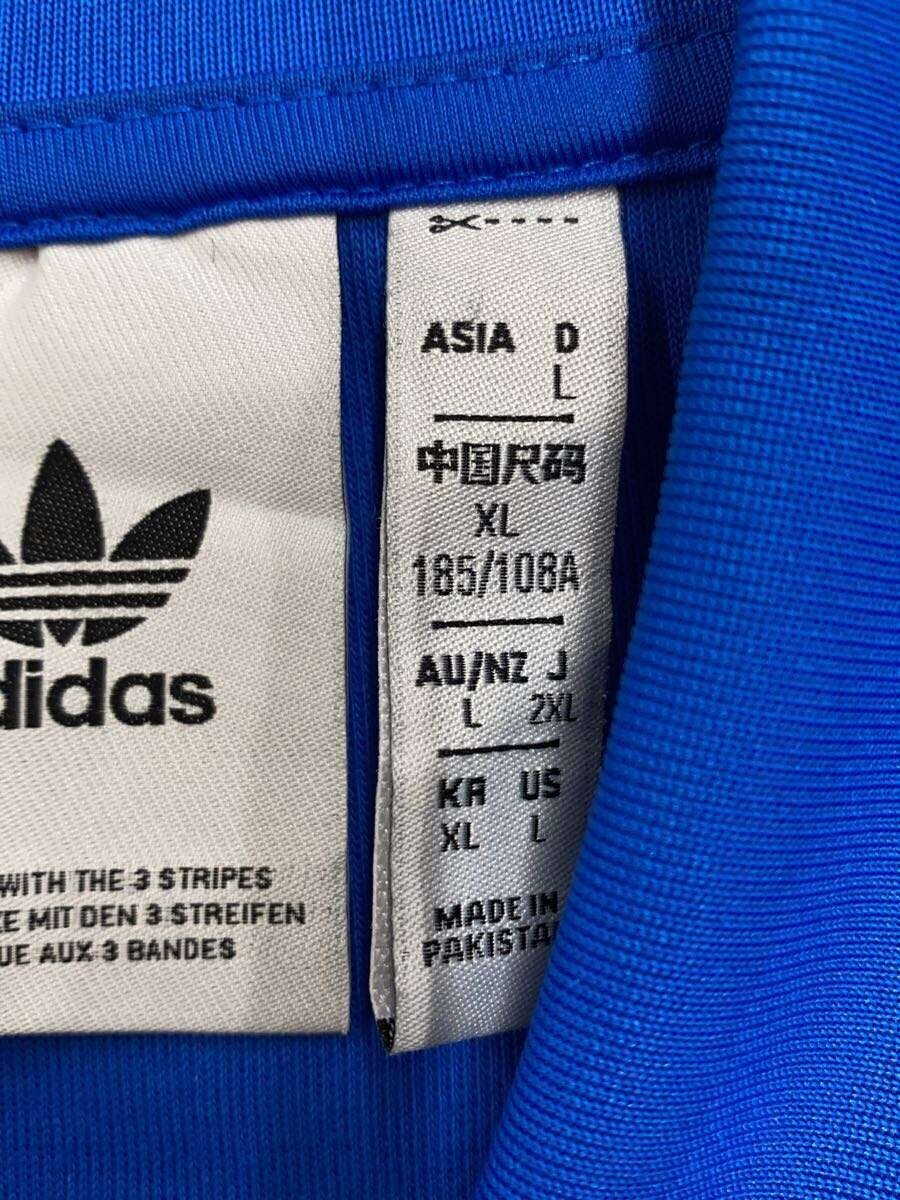 adidas
WITH THE 3 STRIPES
MIT DEN 3 STREIFEN
AUX 3 BANDES
ASIA D
L
中国尺码
XL
185/108A
AU/NZ J
L 2XL
KR US
XL L
MADE IN
PAKISTAN